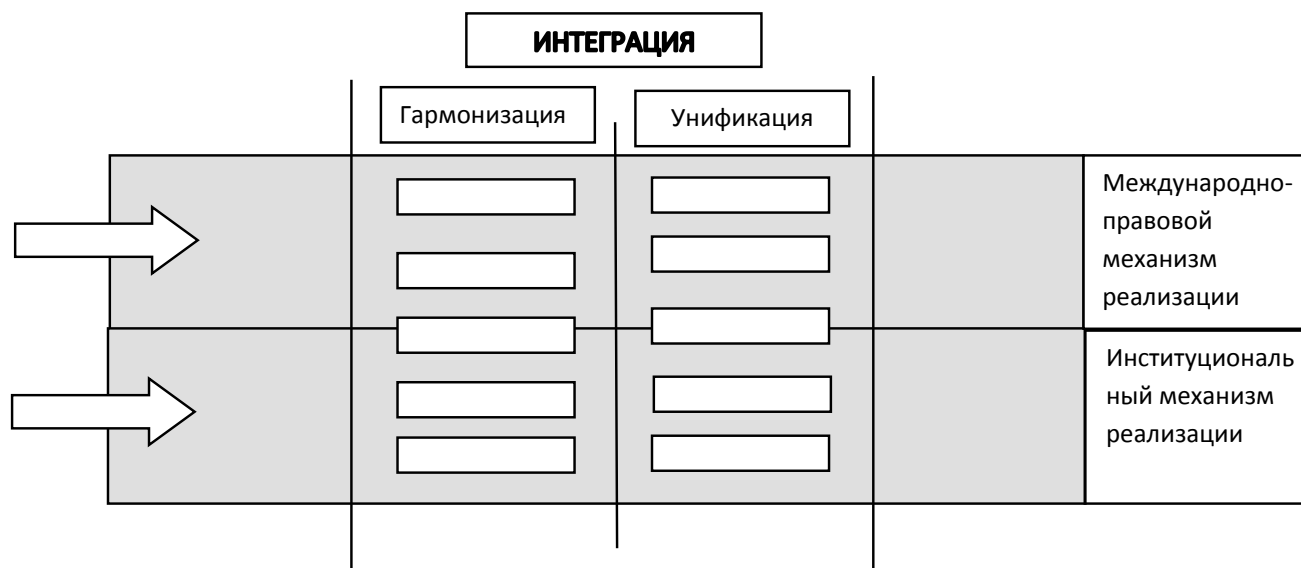 ИНТЕГРАЦИЯ
Гармонизация
Унификация
Международно-
правовой
механизм
реализации
Институциональ
ный механизм
реализации